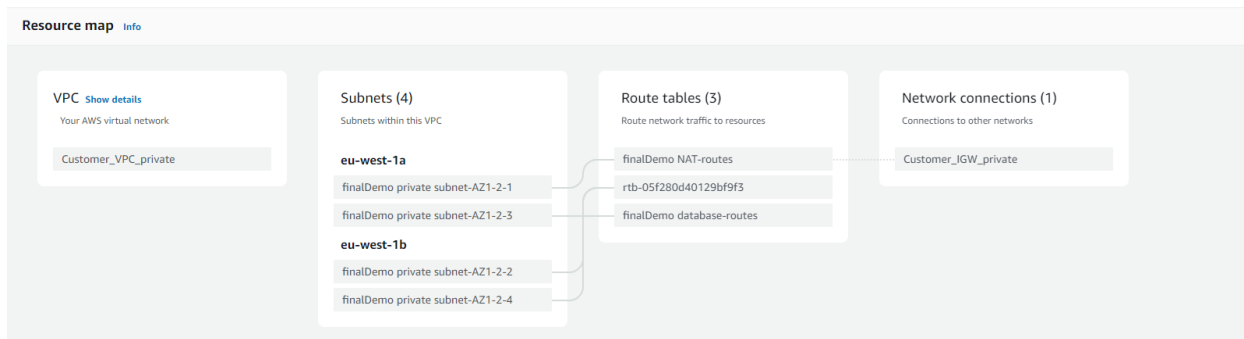 Resource map Info
VPC Show details
Your AWS virtual network
Customer_VPC_private
Subnets (4)
Subnets within this VPC
eu-west-1a
finalDemo private subnet-AZ1-2-1
finalDemo private subnet-AZ1-2-3
eu-west-1b
finalDemo private subnet-AZ1-2-2
finalDemo private subnet-AZ1-2-4
Route tables (3)
Route network traffic to resources
finalDemo NAT-routes
rtb-05f280d40129bf9f3
finalDemo database-routes
Network connections (1)
Connections to other networks
Customer_IGW_private